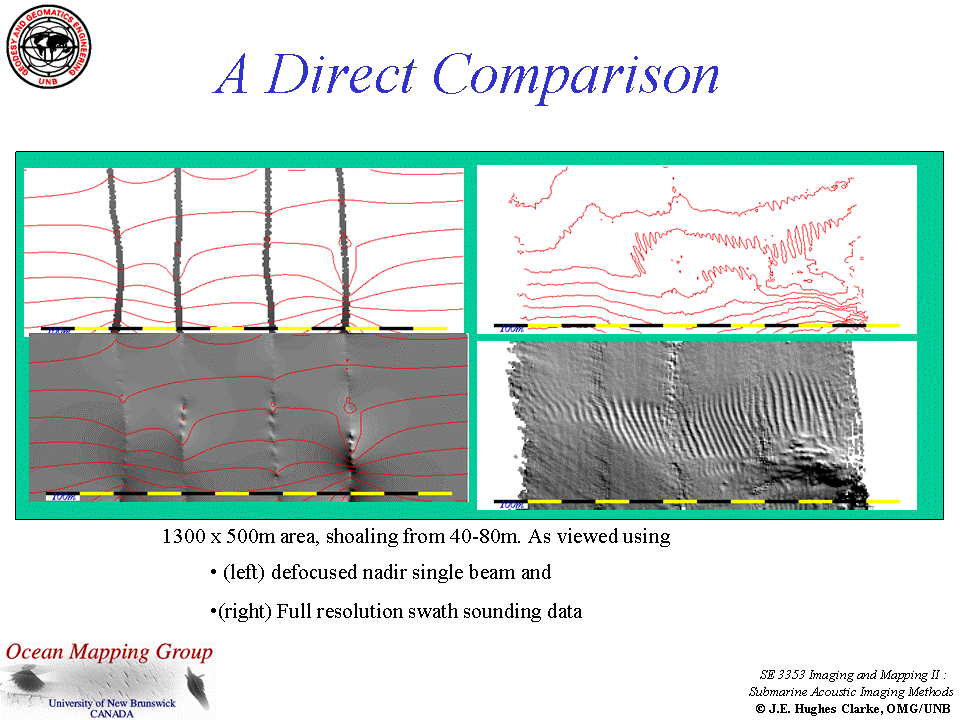 GEODESY AND GEOMATICS ENGINEERING
UNB
A Direct Comparison
100m
100m
100m
100m
1300 x 500m area, shoaling from 40-80m. As viewed using
• (left) defocused nadir single beam and
•(right) Full resolution swath sounding data
Ocean Mapping Group
University of New Brunswick
CANADA
SE 3353 Imaging and Mapping II :
Submarine Acoustic Imaging Methods
© J.E. Hughes Clarke, OMG/UNB